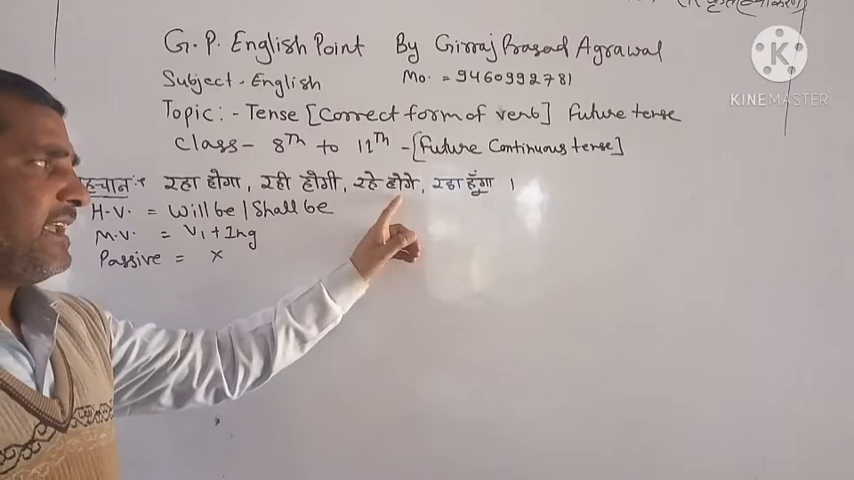 G.P. English Point By Girraj Prasad Agrawal
Subject - English Mo. = 9460992781
Topic :- Tense [Correct form of verb] Future tense
Class - 8th to 11th - [Future Continuous tense]
हचान :+ रहा होगा, रही होगी, रहे होगे, रहा हूँगा ।
H.V. = Will be / Shall be
M.V. = V1 + Ing
Passive = ×
K
KINEMASTER